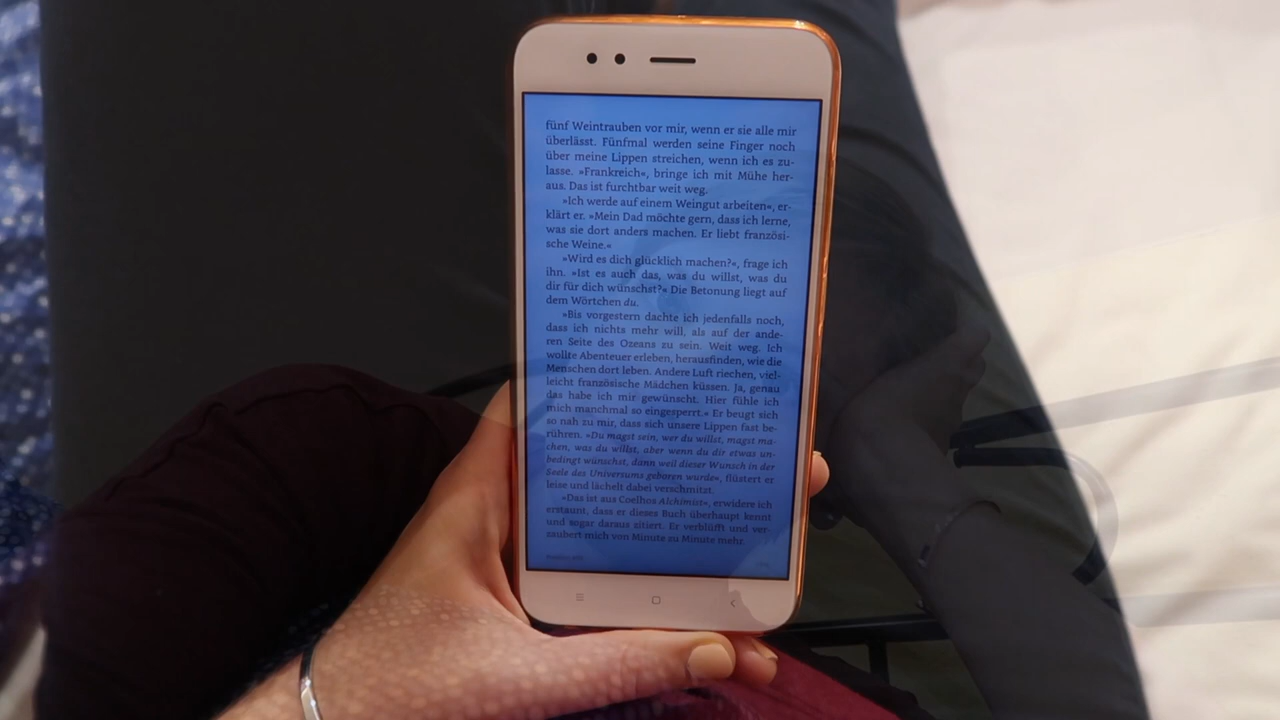 fünf Weintrauben vor mir, wenn er sie alle mir
überlässt. Fünfmal werden seine Finger noch
über meine Lippen streichen, wenn ich es zu-
lasse. »Frankreich«, bringe ich mit Mühe her-
aus. Das ist furchtbar weit weg.
»Ich werde auf einem Weingut arbeiten«, er-
klärt er. »Mein Dad möchte gern, dass ich lerne,
was sie dort anders machen. Er liebt französi-
sche Weine.«
»Wird es dich glücklich machen?«, frage ich
ihn. »Ist es auch das, was du willst, was du
dir für dich wünschst?« Die Betonung liegt auf
dem Wörtchen du.
»Bis vorgestern dachte ich jedenfalls noch,
dass ich nichts mehr will, als auf der ande-
ren Seite des Ozeans zu sein. Weit weg. Ich
wollte Abenteuer erleben, herausfinden, wie die
Menschen dort leben. Andere Luft riechen, viel-
leicht französische Mädchen küssen. Ja, genau
das habe ich mir gewünscht. Hier fühle ich
mich manchmal so eingesperrt.« Er beugt sich
so nah zu mir, dass sich unsere Lippen fast be-
rühren. »Du magst sein, wer du willst, magst ma-
chen, was du willst, aber wenn du dir etwas un-
bedingt wünschst, dann weil dieser Wunsch in der
Seele des Universums geboren wurde«, flüstert er
leise und lächelt dabei verschmitzt.
»Das ist aus Coelhos Alchimist«, erwidere ich
erstaunt, dass er dieses Buch überhaupt kennt
und sogar daraus zitiert. Er verblüfft und ver-
zaubert mich von Minute zu Minute mehr.